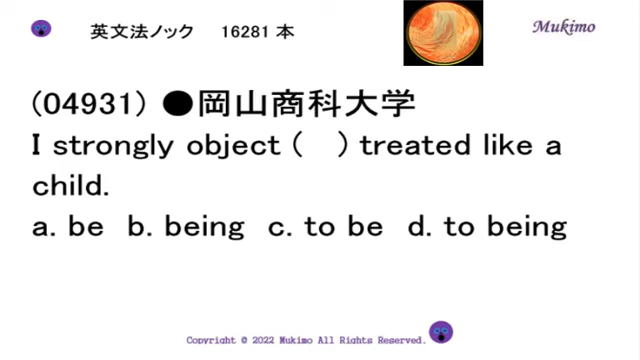 英文法ノック 16281 本
Mukimo
(04931) ●岡山商科大学
I strongly object ( ) treated like a
child.
a. be b. being c. to be d. to being
Copyright @ 2022 Mukimo All Rights Reserved.